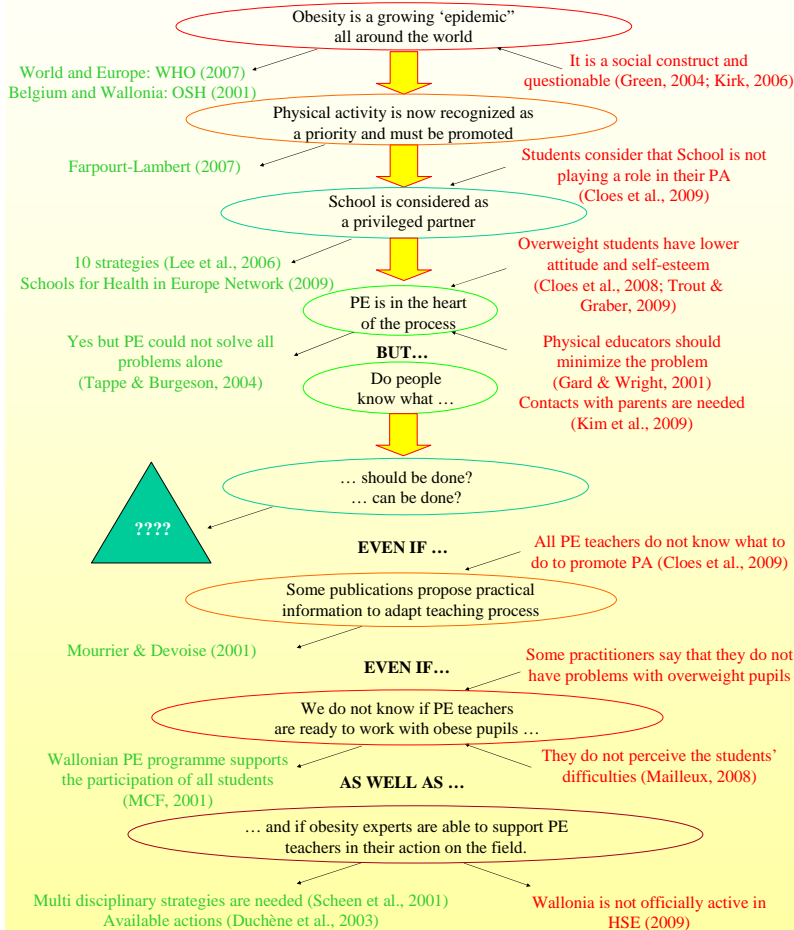 Obesity is a growing ‘epidemic”
all around the world
World and Europe: WHO (2007)
Belgium and Wallonia: OSH (2001)
It is a social construct and
questionable (Green, 2004; Kirk, 2006)
Physical activity is now recognized as
a priority and must be promoted
Farpourt-Lambert (2007)
Students consider that School is not
playing a role in their PA
(Cloes et al., 2009)
School is considered as
a privileged partner
10 strategies (Lee et al., 2006)
Schools for Health in Europe Network (2009)
Overweight students have lower
attitude and self-esteem
(Cloes et al., 2008; Trout &
Graber, 2009)
PE is in the heart
of the process
Yes but PE could not solve all
problems alone
(Tappe & Burgeson, 2004)
BUT…
Physical educators should
minimize the problem
(Gard & Wright, 2001)
Contacts with parents are needed
(Kim et al., 2009)
Do people
know what …
… should be done?
… can be done?
????
EVEN IF …
All PE teachers do not know what to
do to promote PA (Cloes et al., 2009)
Some publications propose practical
information to adapt teaching process
Mourrier & Devoise (2001)
EVEN IF…
Some practitioners say that they do not
have problems with overweight pupils
We do not know if PE teachers
are ready to work with obese pupils …
Wallonian PE programme supports
the participation of all students
(MCF, 2001)
They do not perceive the students’
difficulties (Mailleux, 2008)
AS WELL AS …
… and if obesity experts are able to support PE
teachers in their action on the field.
Multi disciplinary strategies are needed (Scheen et al., 2001)
Available actions (Duchène et al., 2003)
Wallonia is not officially active in
HSE (2009)